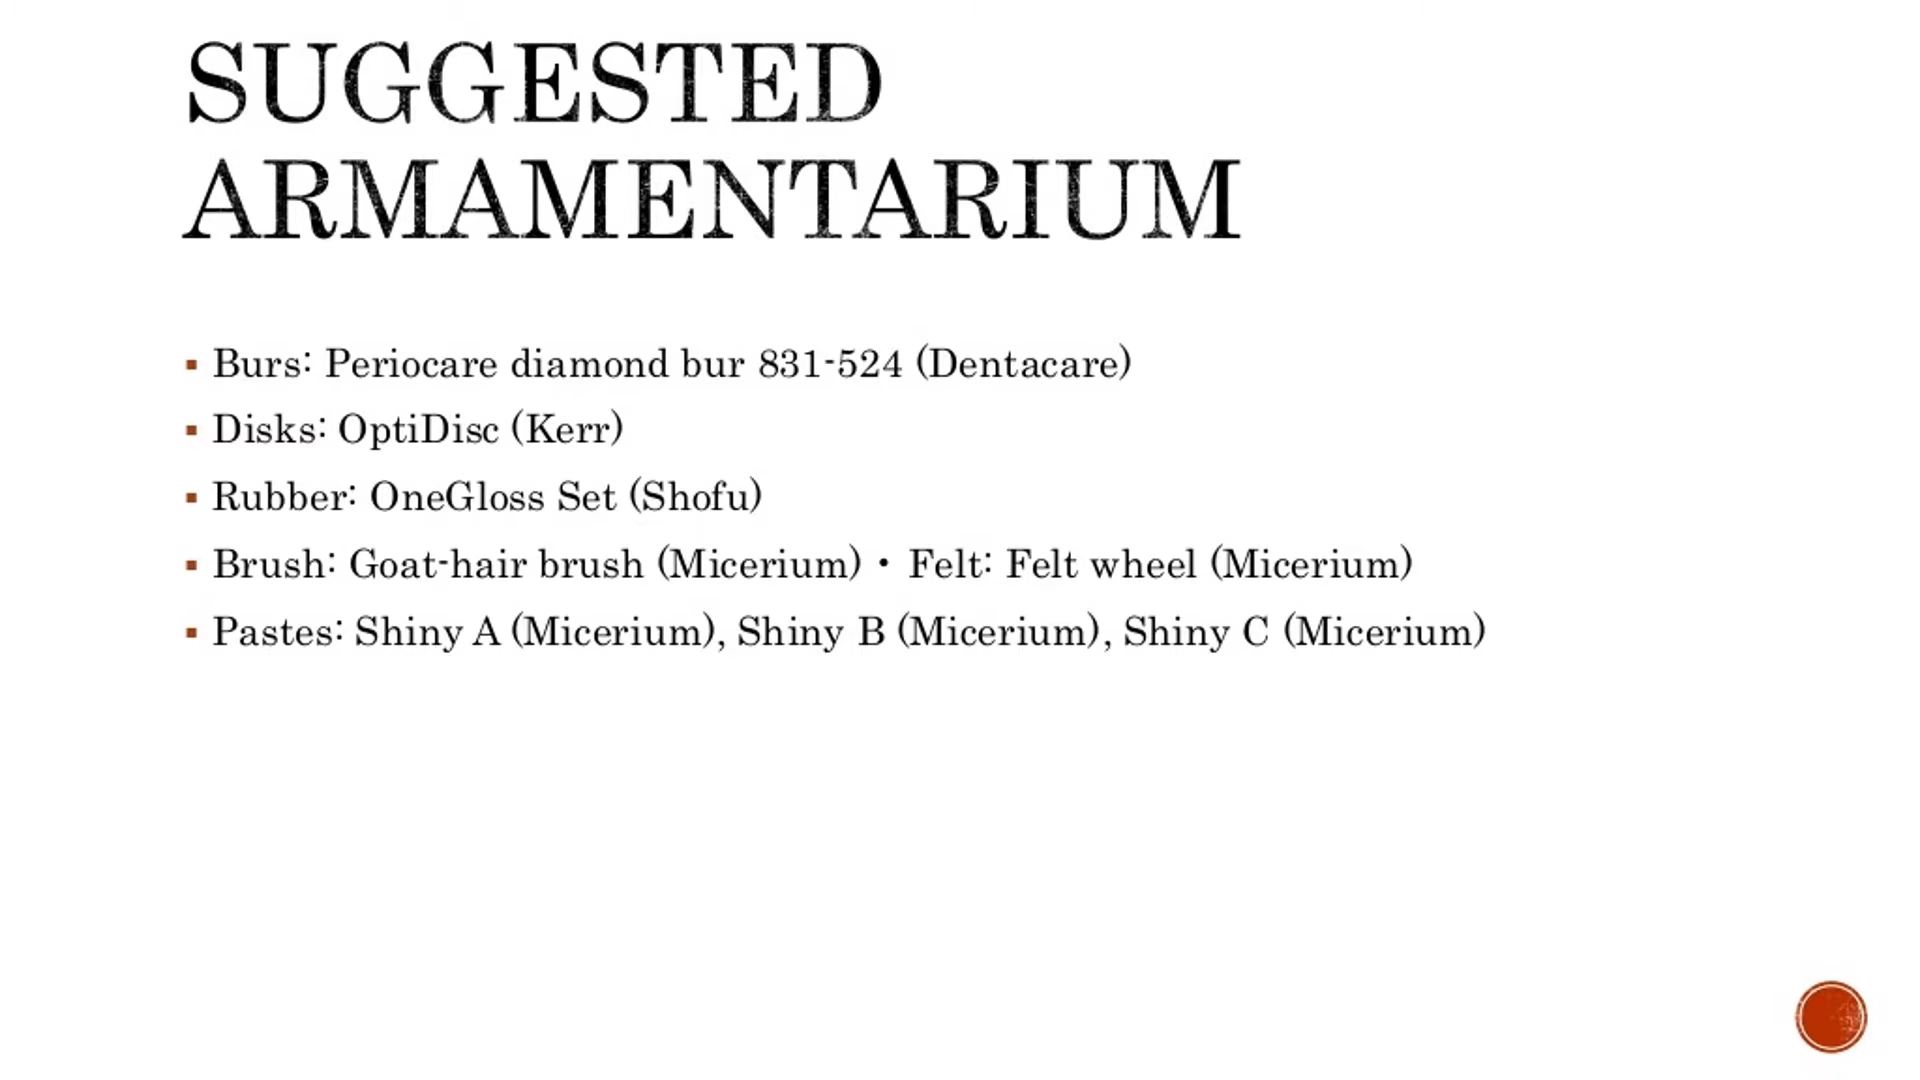 SUGGESTED
ARMAMENTARIUM
▪ Burs: Periocare diamond bur 831-524 (Dentacare)
▪ Disks: OptiDisc (Kerr)
▪ Rubber: OneGloss Set (Shofu)
▪ Brush: Goat-hair brush (Micerium) • Felt: Felt wheel (Micerium)
▪ Pastes: Shiny A (Micerium), Shiny B (Micerium), Shiny C (Micerium)